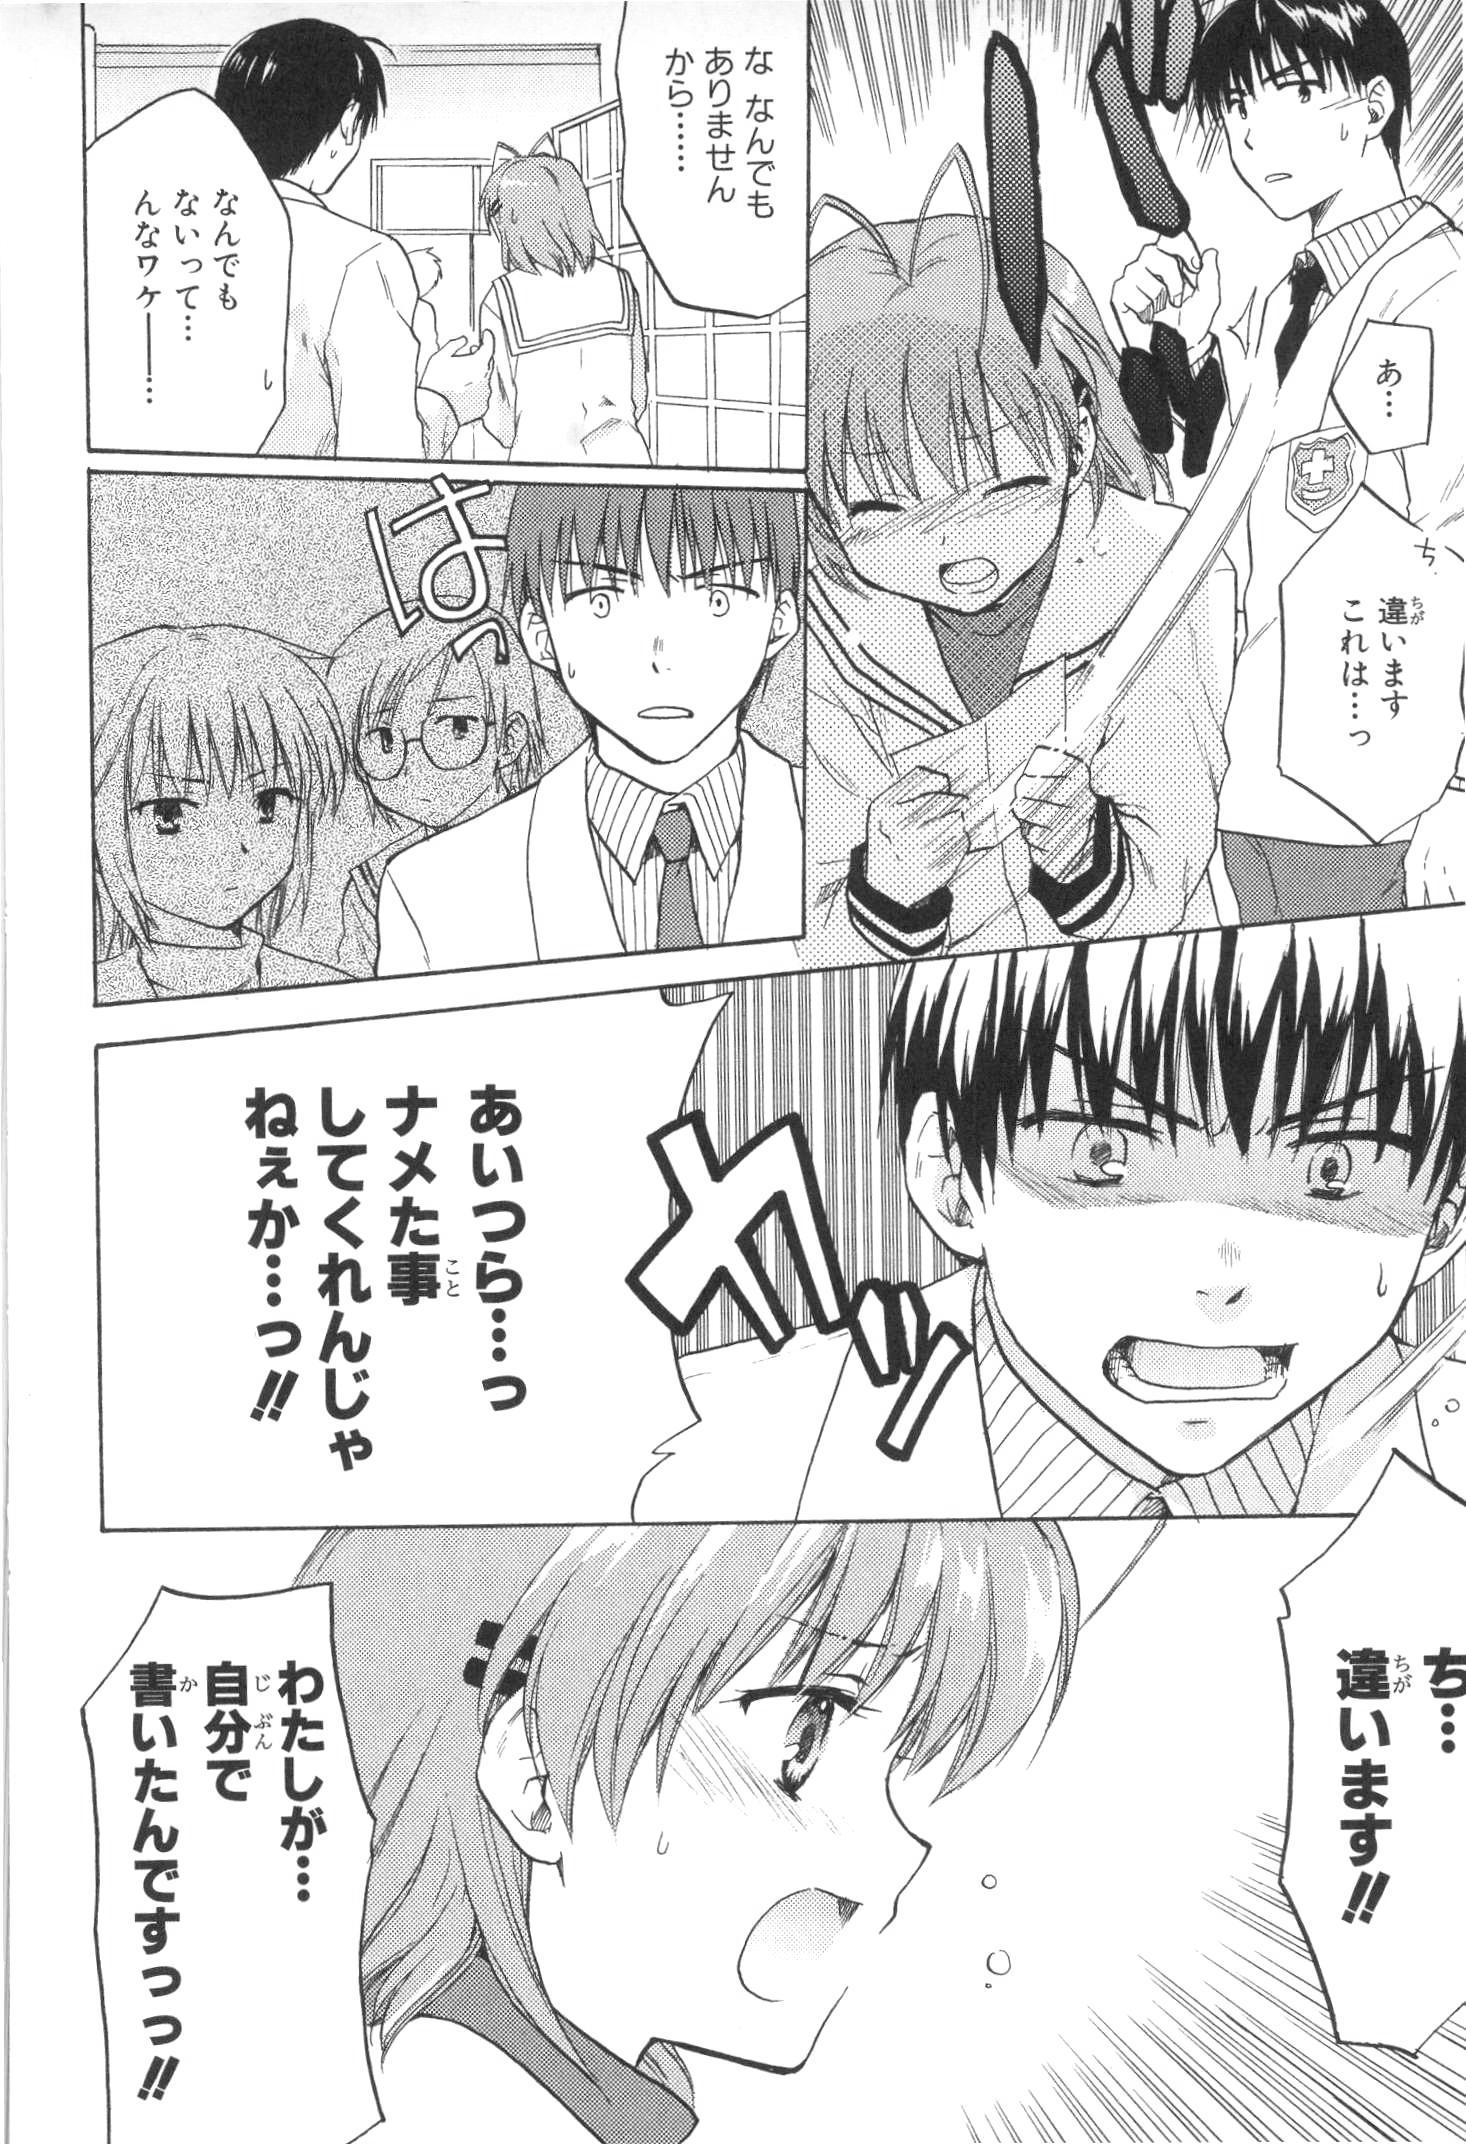 あ…
ち、
違います
これは…っ
な なんでも
ありません
から……
なんでも
ないって…
んなワケ
――…
はっ
あいつら…っ
ナメた事
してくれんじゃ
ねぇか…っ!!
カッ
ち…
違います!!
わたしが…
自分で
書いたんですっっ!!